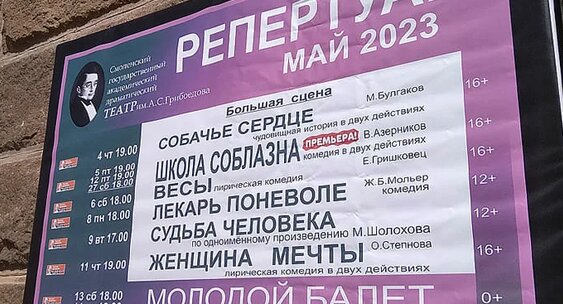 РЕПЕРТУА
МАЙ 2023
Смоленский
государственный
академический
драматический
ТЕАТР им.А.С.Грибоедова
Большая сцена
4 чт 19.00
СОБАЧЬЕ СЕРДЦЕ
М.Булгаков
16+
чудовищная история в двух действиях
5 пт 19.00
ШКОЛА СОБЛАЗНА
ПРЕМЬЕРА!
В.Азерников
16+
комедия в двух действиях
12 пт 19.00
27 сб 18.00
ВЕСЫ
лирическая комедия
Е.Гришковец
16+
6 сб 18.00
ЛЕКАРЬ ПОНЕВОЛЕ
Ж.Б.Мольер
комедия
12+
8 пн 18.00
9 вт 17.00
СУДЬБА ЧЕЛОВЕКА
12+
по одноимённому произведению М.Шолохова
11 чт 19.00
ЖЕНЩИНА МЕЧТЫ
О.Степнова
16+
лирическая комедия в двух действиях
13 сб 18.00
МОЛОДОЙ БАЛЕТ
0+